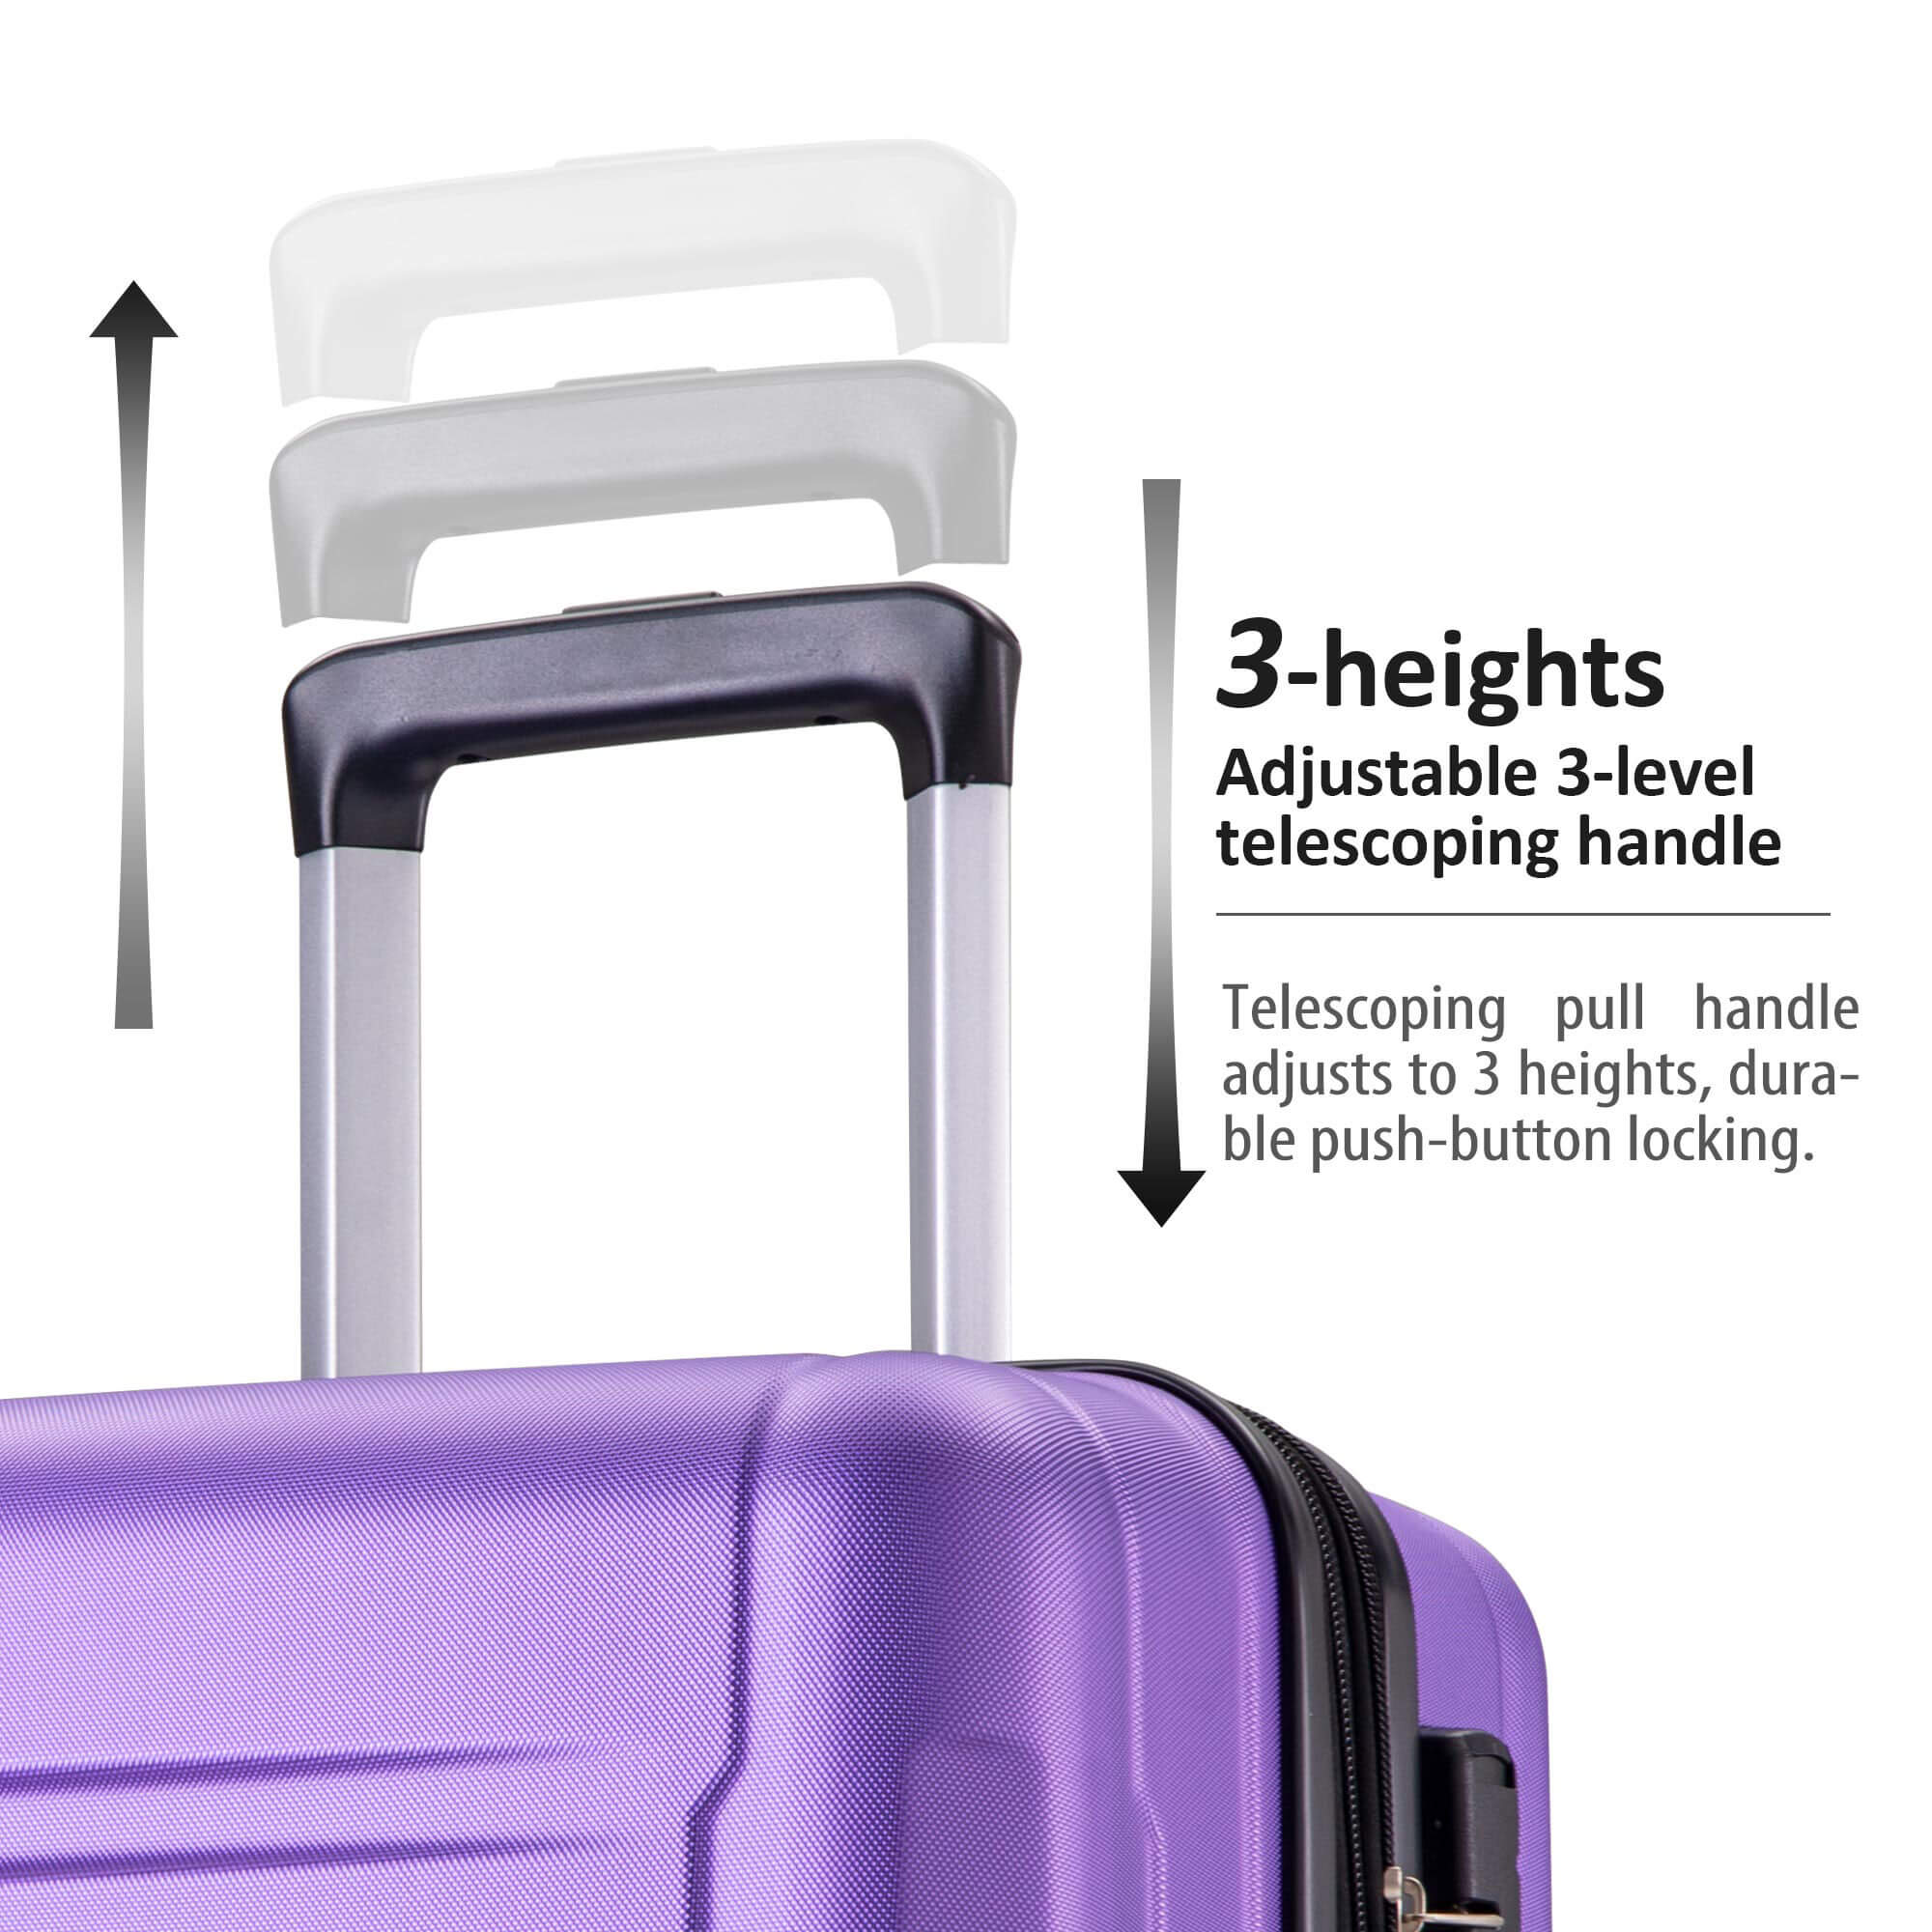 3-heights
Adjustable 3-level
telescoping handle
Telescoping pull handle
adjusts to 3 heights, dura-
ble push-button locking.